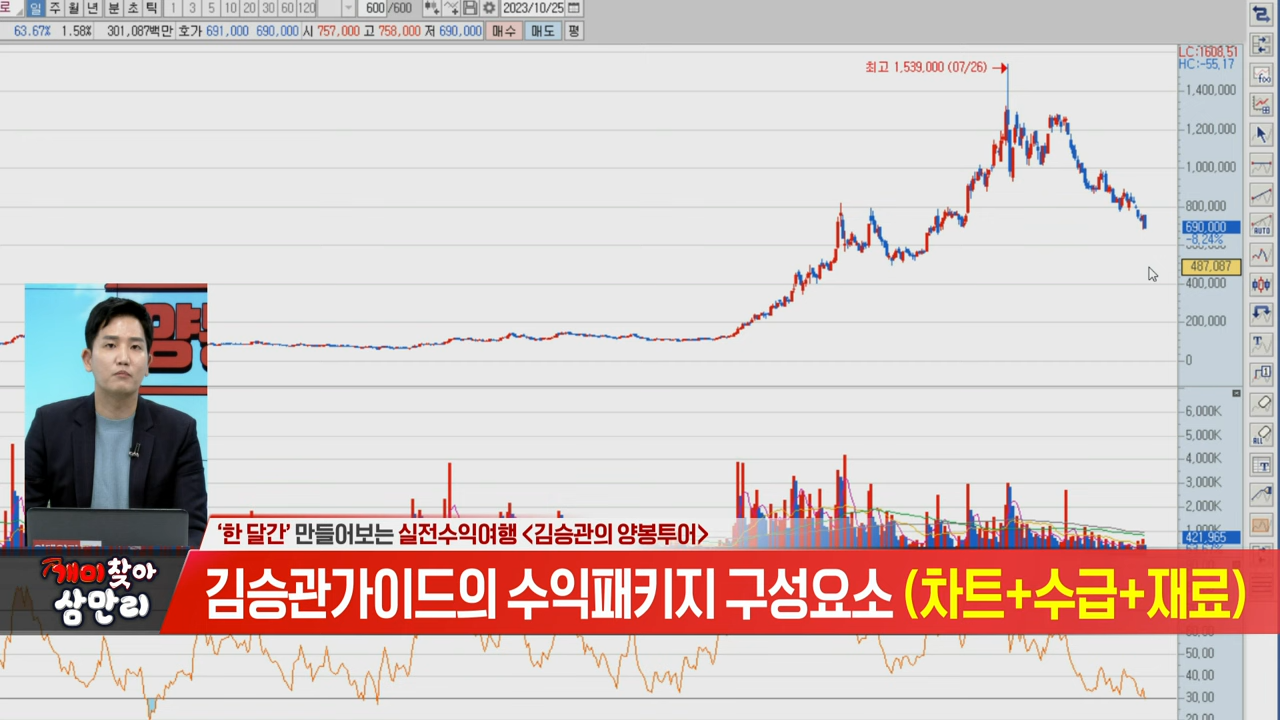 로 일 주 월 년 분 초 틱 1 3 5 10 20 30 60 120 600 /600 2023/10/25
63.67% 1.58% 301,087백만 호가 691,000 690,000 시 757,000 고 758,000 저 690,000 매수 매도 평
LC:1608.51
HC:-55.17
최고 1,539,000 (07/26)
1,400,000
1,200,000
1,000,000
800,000
690,000
-8.24%
487,087
400,000
200,000
0
6,000K
5,000K
4,000K
3,000K
2,000K
1,000K
421,965
'한 달간' 만들어보는 실전수익여행 <김승관의 양봉투어>
개미찾아
삼만리
김승관가이드의 수익패키지 구성요소 (차트+수급+재료)
50.00
40.00
30.00
20.00
f(x)
AUTO
T
1
ALL
T